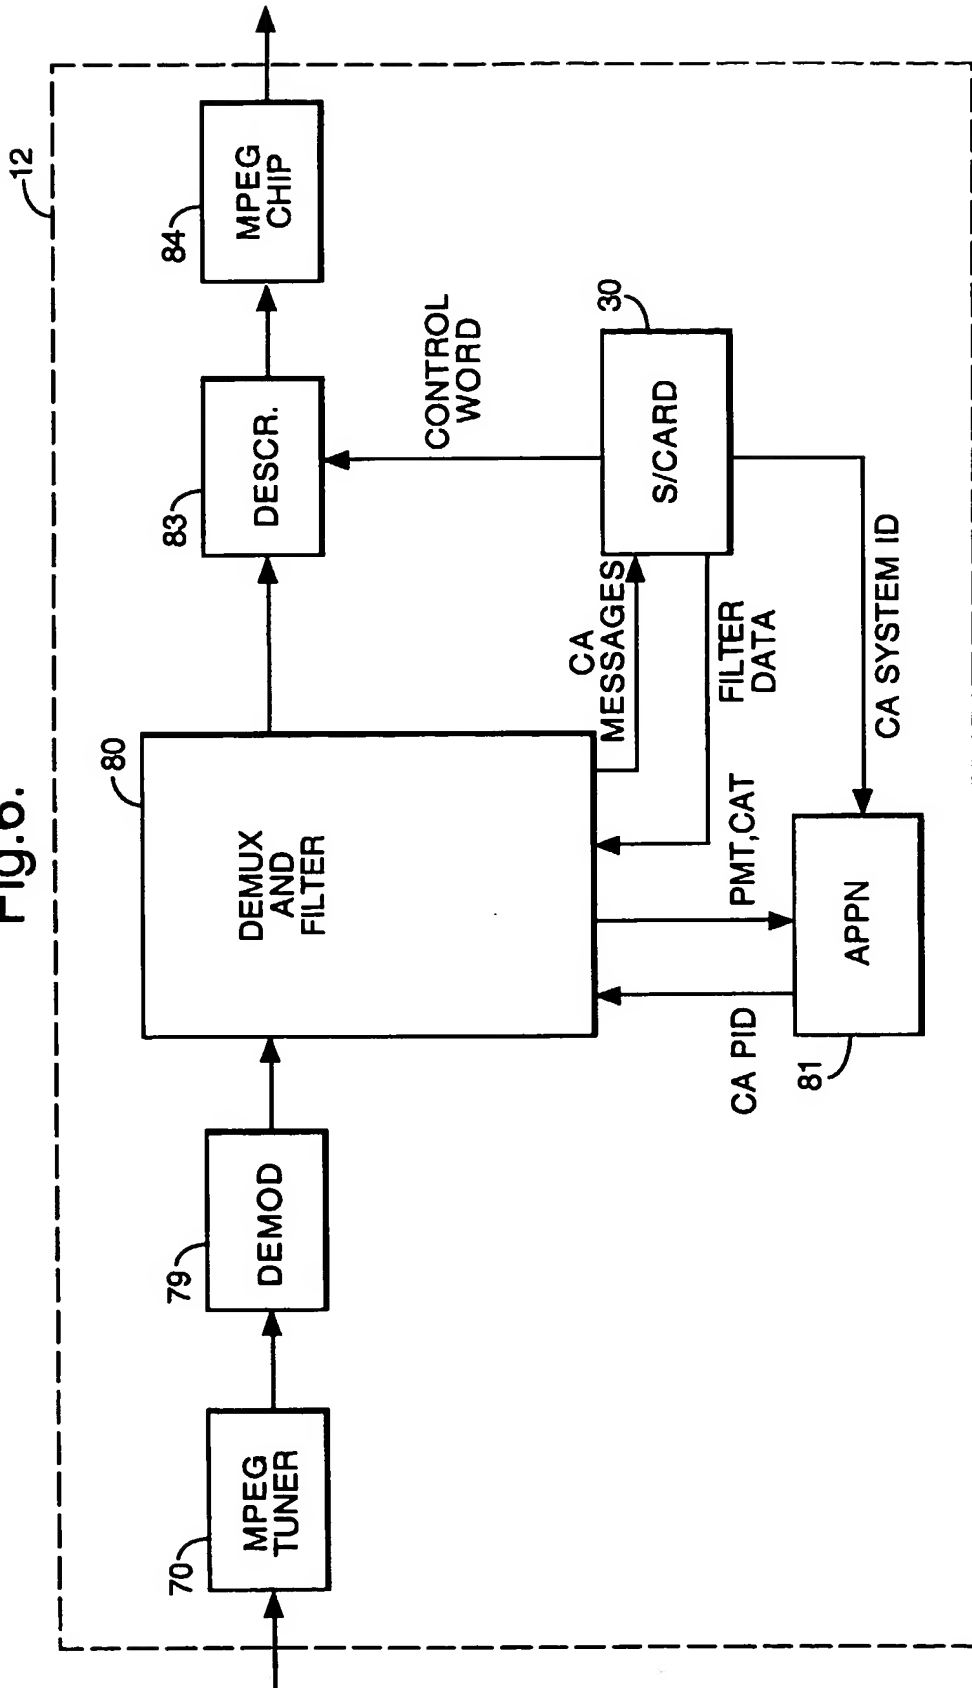 Fig.6.
12
70
MPEG
TUNER
79
DEMOD
80
DEMUX
AND
FILTER
83
DESCR.
84
MPEG
CHIP
CONTROL
WORD
30
S/CARD
CA
MESSAGES
FILTER
DATA
CA SYSTEM ID
PMT,CAT
CA PID
81
APPN